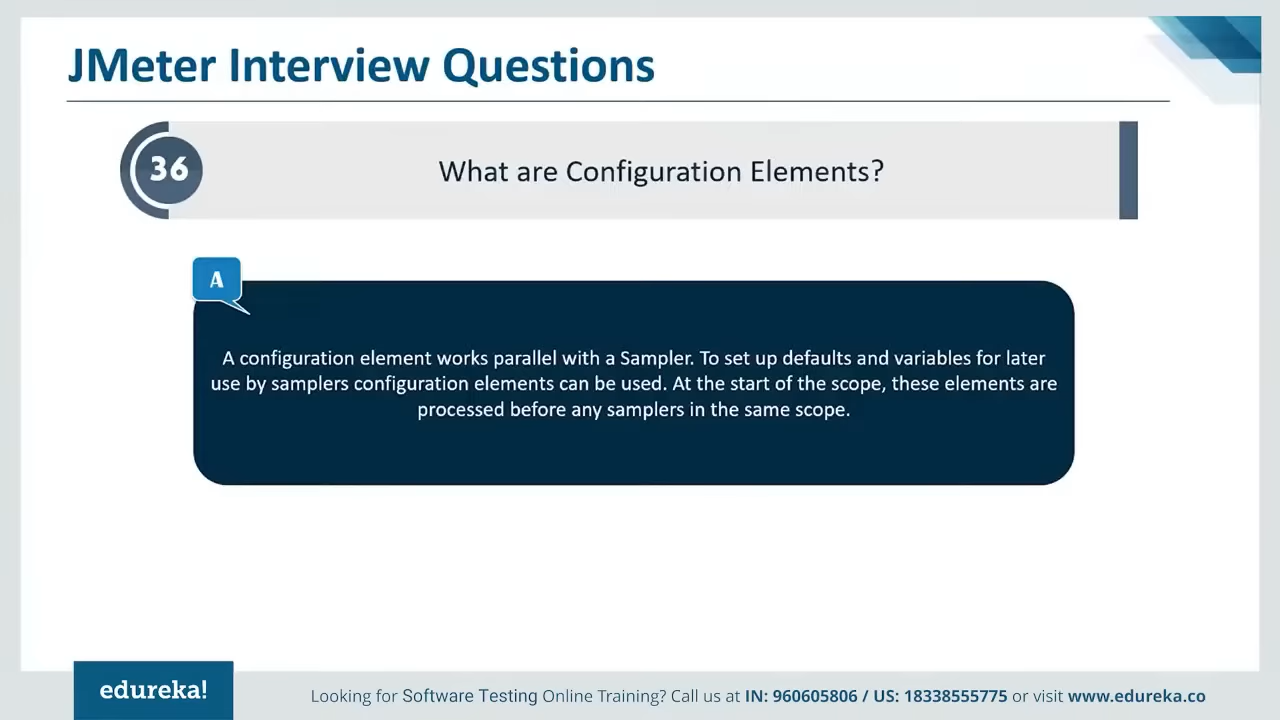 JMeter Interview Questions
36
What are Configuration Elements?
A
A configuration element works parallel with a Sampler. To set up defaults and variables for later
use by samplers configuration elements can be used. At the start of the scope, these elements are
processed before any samplers in the same scope.
edureka!
Looking for Software Testing Online Training? Call us at IN: 960605806 / US: 18338555775 or visit www.edureka.co